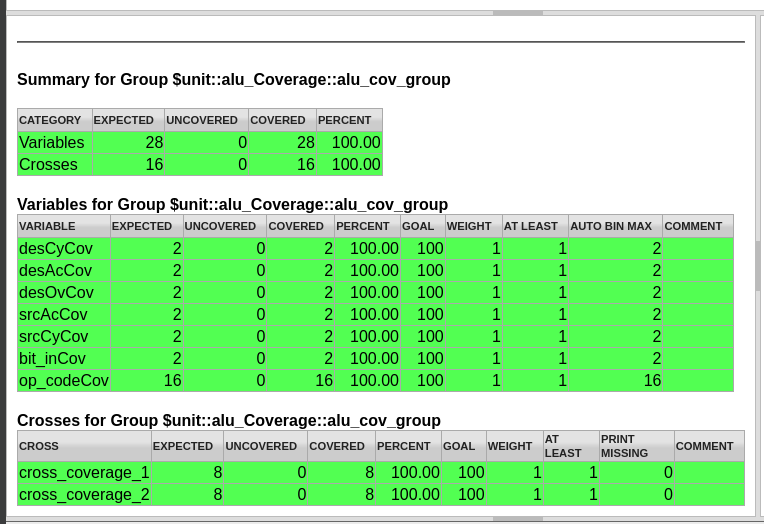 Summary for Group $unit::alu_Coverage::alu_cov_group
CATEGORY EXPECTED UNCOVERED COVERED PERCENT
Variables 28 0 28 100.00
Crosses 16 0 16 100.00
Variables for Group $unit::alu_Coverage::alu_cov_group
VARIABLE EXPECTED UNCOVERED COVERED PERCENT GOAL WEIGHT AT LEAST AUTO BIN MAX COMMENT
desCyCov 2 0 2 100.00 100 1 1 2
desAcCov 2 0 2 100.00 100 1 1 2
desOvCov 2 0 2 100.00 100 1 1 2
srcAcCov 2 0 2 100.00 100 1 1 2
srcCyCov 2 0 2 100.00 100 1 1 2
bit_inCov 2 0 2 100.00 100 1 1 2
op_codeCov 16 0 16 100.00 100 1 1 16
Crosses for Group $unit::alu_Coverage::alu_cov_group
CROSS EXPECTED UNCOVERED COVERED PERCENT GOAL WEIGHT AT LEAST PRINT MISSING COMMENT
cross_coverage_1 8 0 8 100.00 100 1 1 0
cross_coverage_2 8 0 8 100.00 100 1 1 0